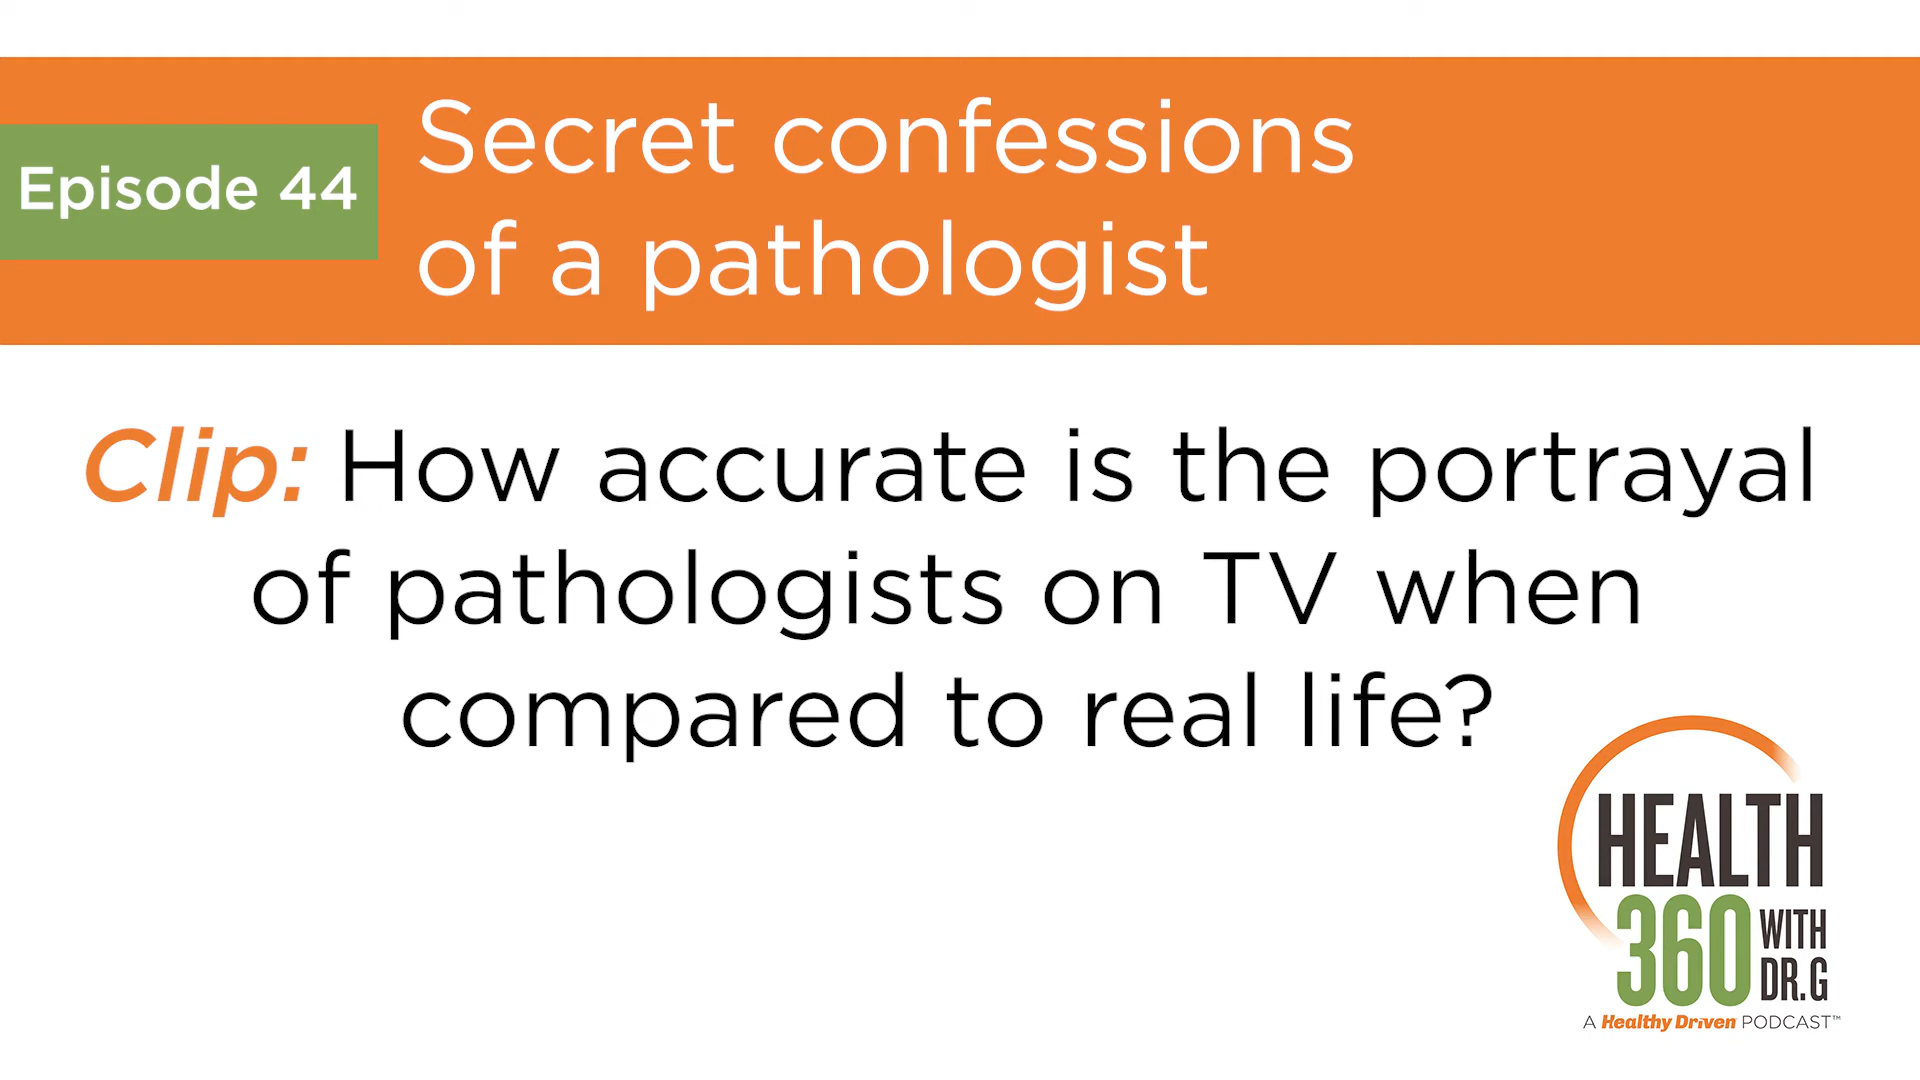 Episode 44
Secret confessions
of a pathologist
Clip: How accurate is the portrayal
of pathologists on TV when
compared to real life?
HEALTH
360 WITH
DR. G
A Healthy Driven PODCAST™